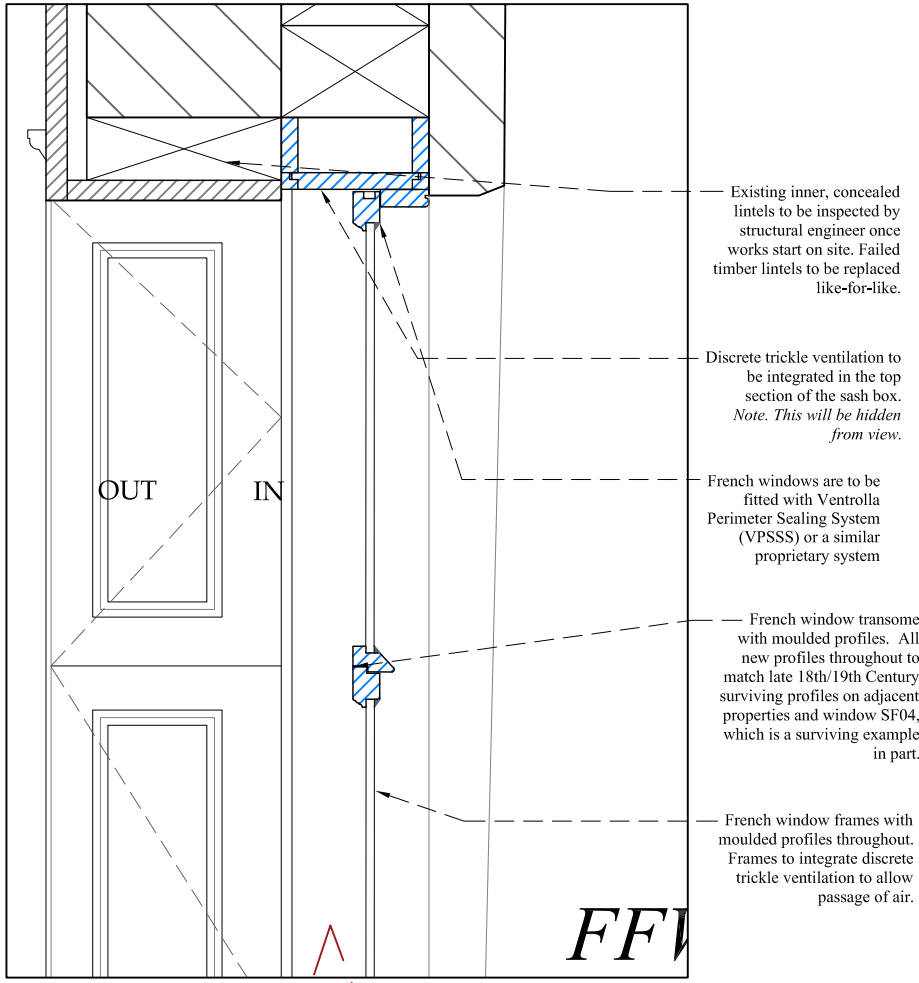 Existing inner, concealed
lintels to be inspected by
structural engineer once
works start on site. Failed
timber lintels to be replaced
like-for-like.
Discrete trickle ventilation to
be integrated in the top
section of the sash box.
Note. This will be hidden
from view.
OUT
IN
French windows are to be
fitted with Ventrolla
Perimeter Sealing System
(VPSSS) or a similar
proprietary system
French window transome
with moulded profiles. All
new profiles throughout to
match late 18th/19th Century
surviving profiles on adjacent
properties and window SF04,
which is a surviving example
in part.
French window frames with
moulded profiles throughout.
Frames to integrate discrete
trickle ventilation to allow
passage of air.